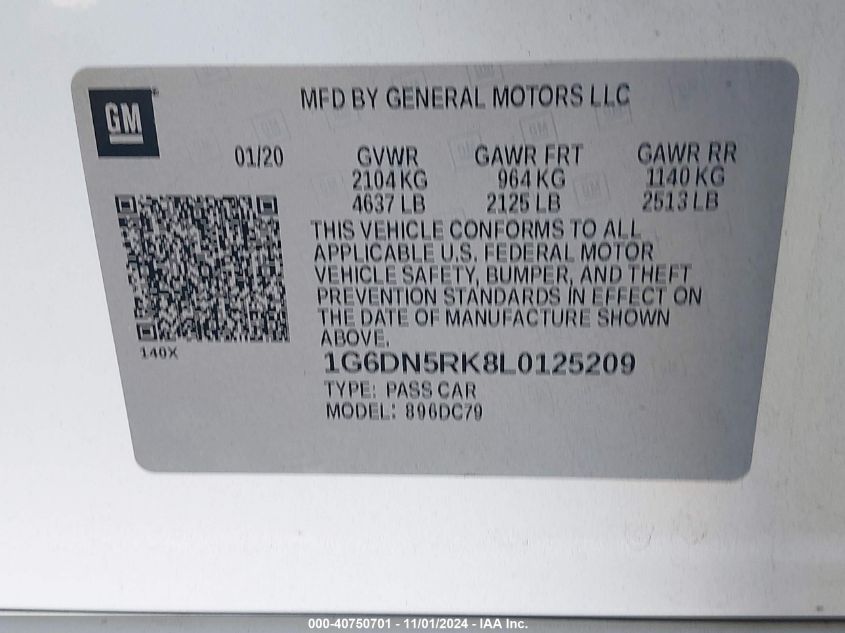 GM
MFD BY GENERAL MOTORS LLC
01/20 GVWR GAWR FRT GAWR RR
2104 KG 964 KG 1140 KG
4637 LB 2125 LB 2513 LB
THIS VEHICLE CONFORMS TO ALL
APPLICABLE U.S. FEDERAL MOTOR
VEHICLE SAFETY, BUMPER, AND THEFT
PREVENTION STANDARDS IN EFFECT ON
THE DATE OF MANUFACTURE SHOWN
ABOVE.
140X
1G6DN5RK8L0125209
TYPE: PASS CAR
MODEL: 896DC79
000-40750701 - 11/01/2024 - IAA Inc.